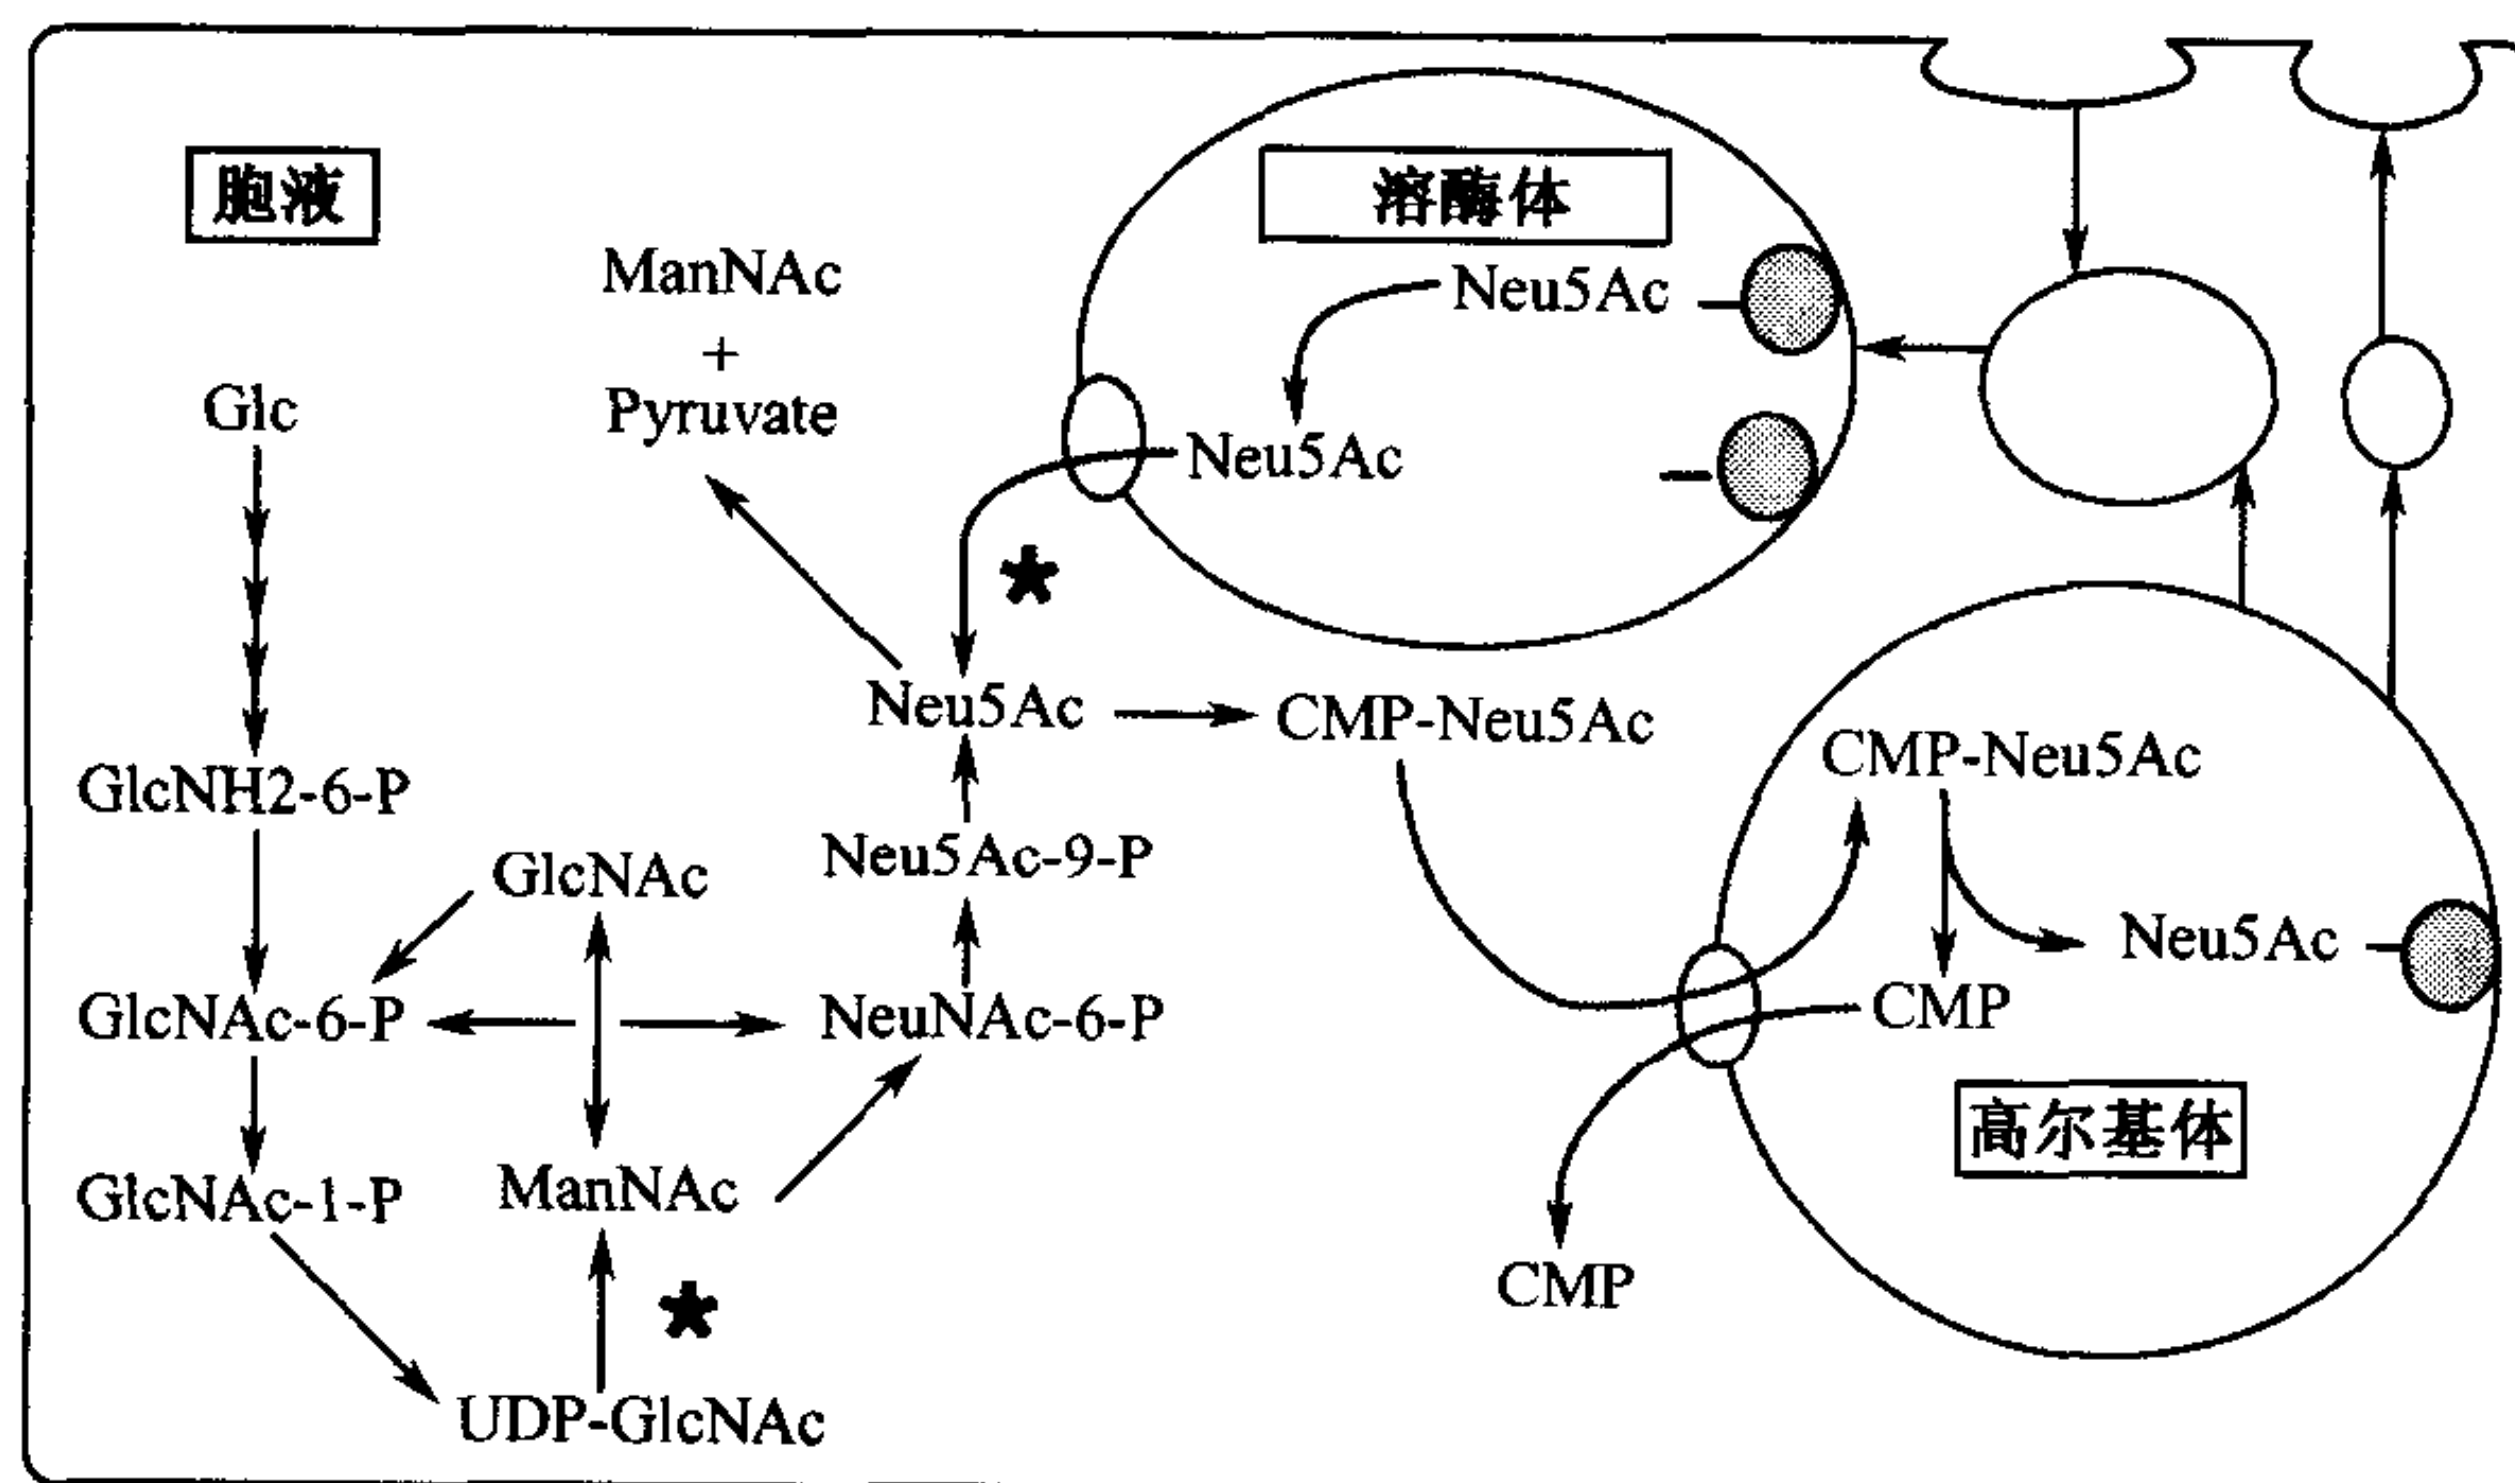 胞液
溶酶体
ManNAc
+
Pyruvate
Neu5Ac
Glc
Neu5Ac
Neu5Ac
CMP-Neu5Ac
CMP-Neu5Ac
GlcNH2-6-P
GlcNAc
Neu5Ac-9-P
Neu5Ac
GlcNAc-6-P
NeuNAc-6-P
CMP
高尔基体
GlcNAc-1-P
ManNAc
CMP
UDP-GlcNAc